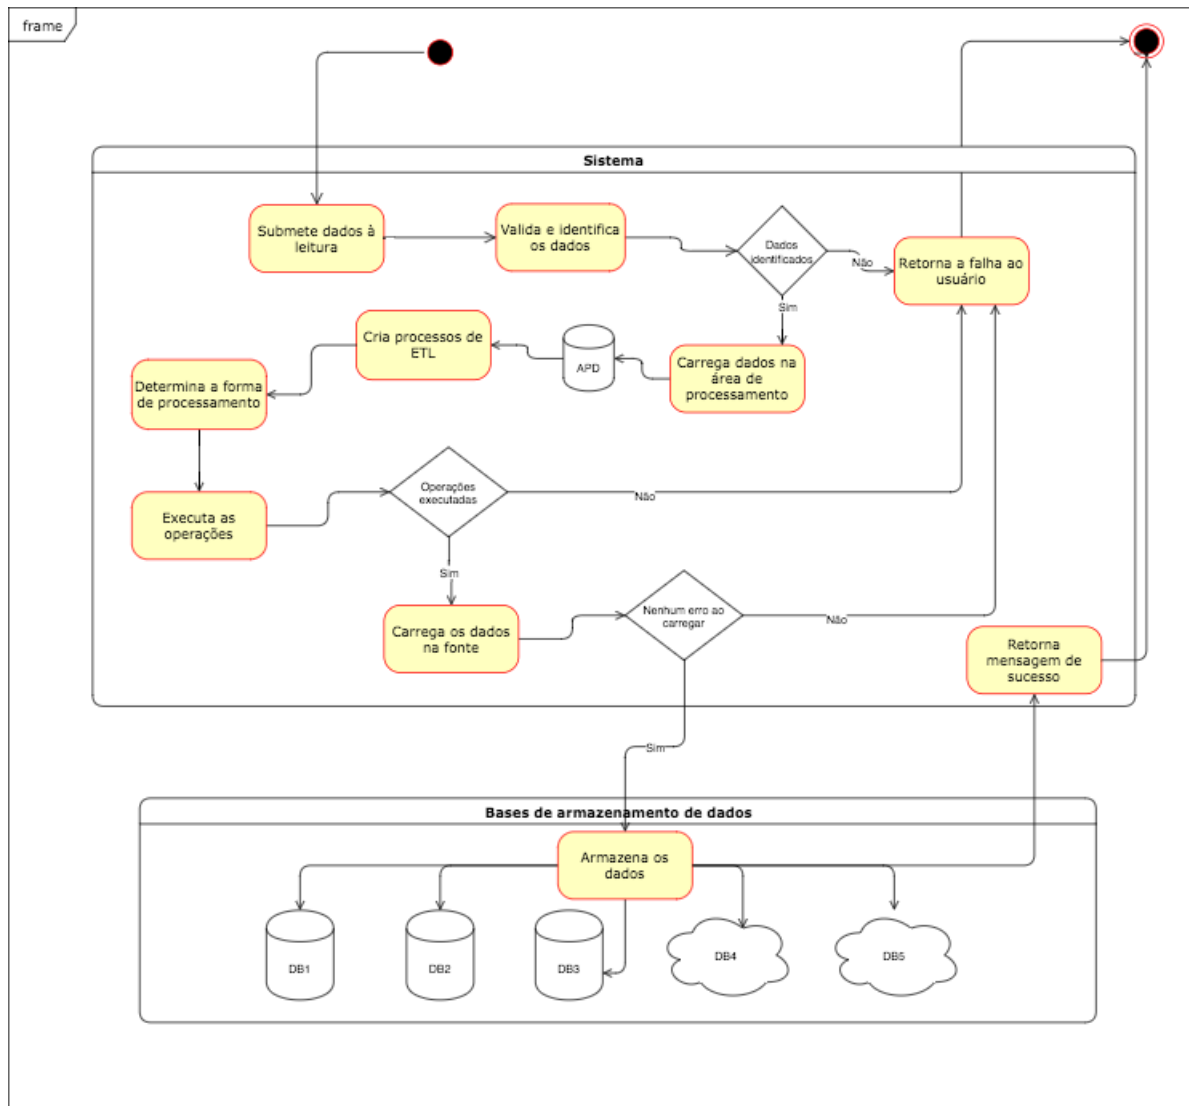 frame
Sistema
Submete dados à
leitura
Valida e identifica
os dados
Dados
identificados
Não
Retorna a falha ao
usuário
Sim
Cria processos de
ETL
APD
Carrega dados na
área de
processamento
Determina a forma
de processamento
Executa as
operações
Operações
executadas
Não
Sim
Carrega os dados
na fonte
Nenhum erro ao
carregar
Não
Retorna
mensagem de
sucesso
Sim
Bases de armazenamento de dados
Armazena os
dados
DB1
DB2
DB3
DB4
DB5